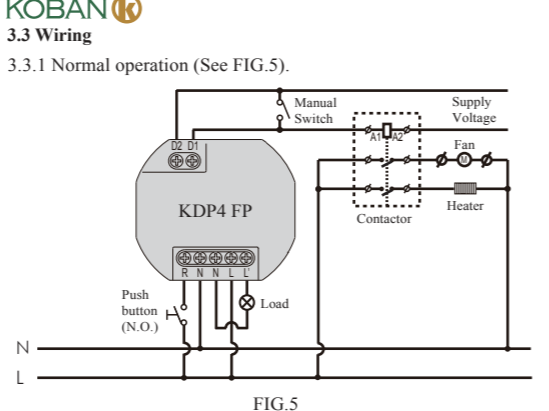 KOBAN
3.3 Wiring
3.3.1 Normal operation (See FIG.5).
Manual
Switch
Supply
Voltage
D2 D1
A1 A2
Fan
M
KDP4 FP
Heater
Contactor
R N N L L'
Push
button
(N.O.)
Load
N
L
FIG.5